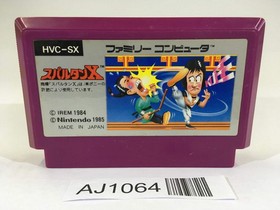 HVC-SX
ファミリー コンピュータ
スパルタンX
© IREM 1984
© Nintendo 1985
MADE IN JAPAN
AJ1064